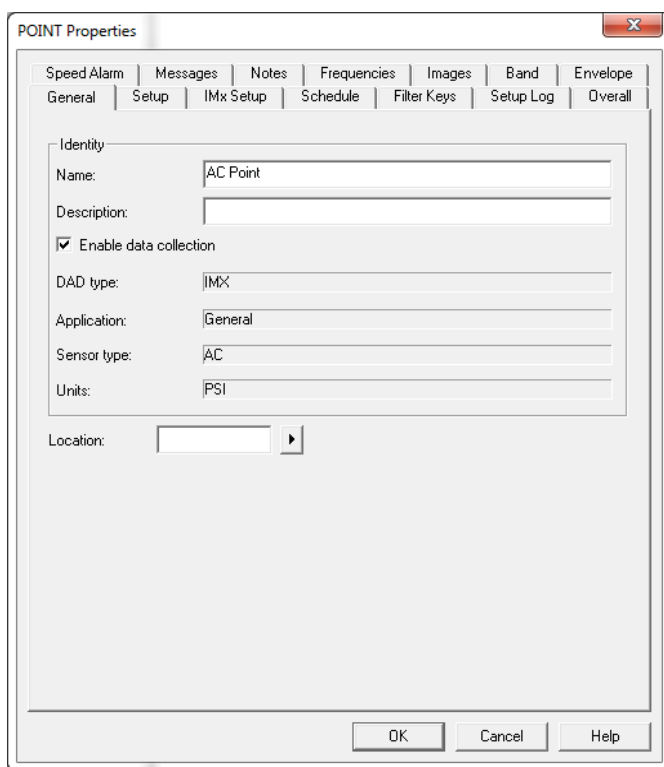 POINT Properties
Speed Alarm Messages Notes Frequencies Images Band Envelope
General Setup IMx Setup Schedule Filter Keys Setup Log Overall
Identity
Name: AC Point
Description:
Enable data collection
DAD type: IMX
Application: General
Sensor type: AC
Units: PSI
Location:
OK Cancel Help